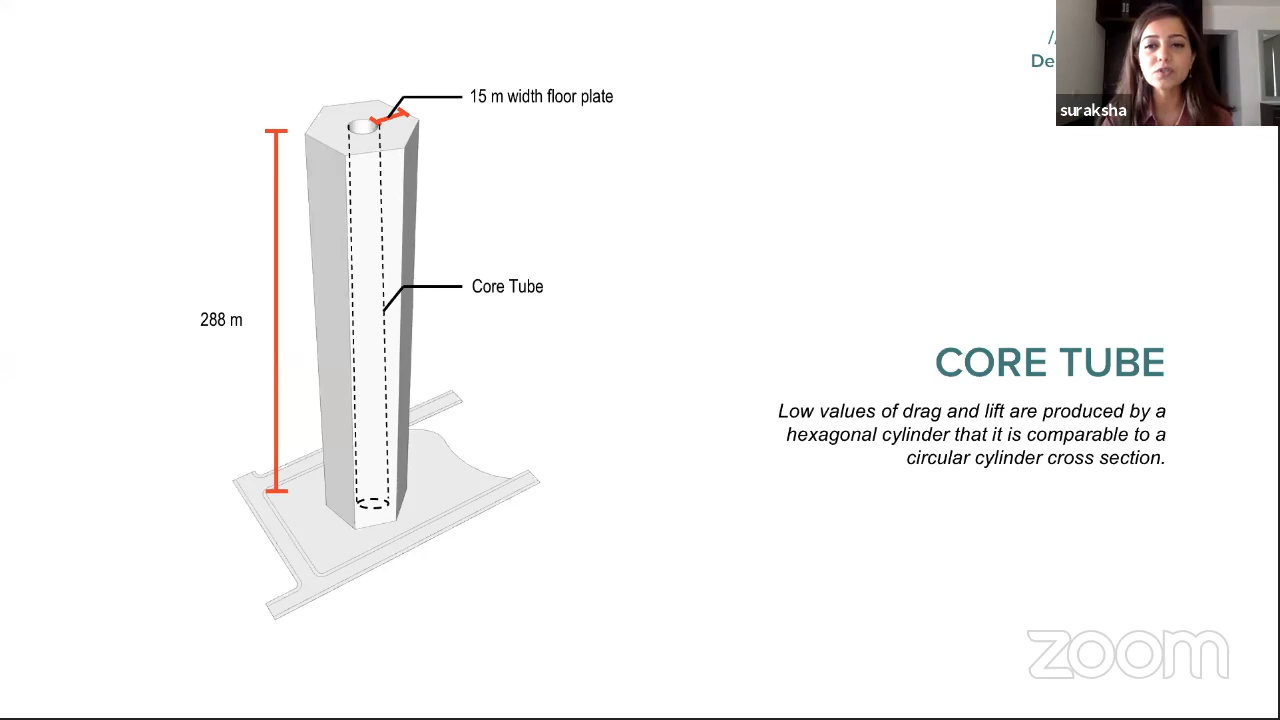 //
De
suraksha
15 m width floor plate
Core Tube
288 m
CORE TUBE
Low values of drag and lift are produced by a
hexagonal cylinder that it is comparable to a
circular cylinder cross section.
zoom